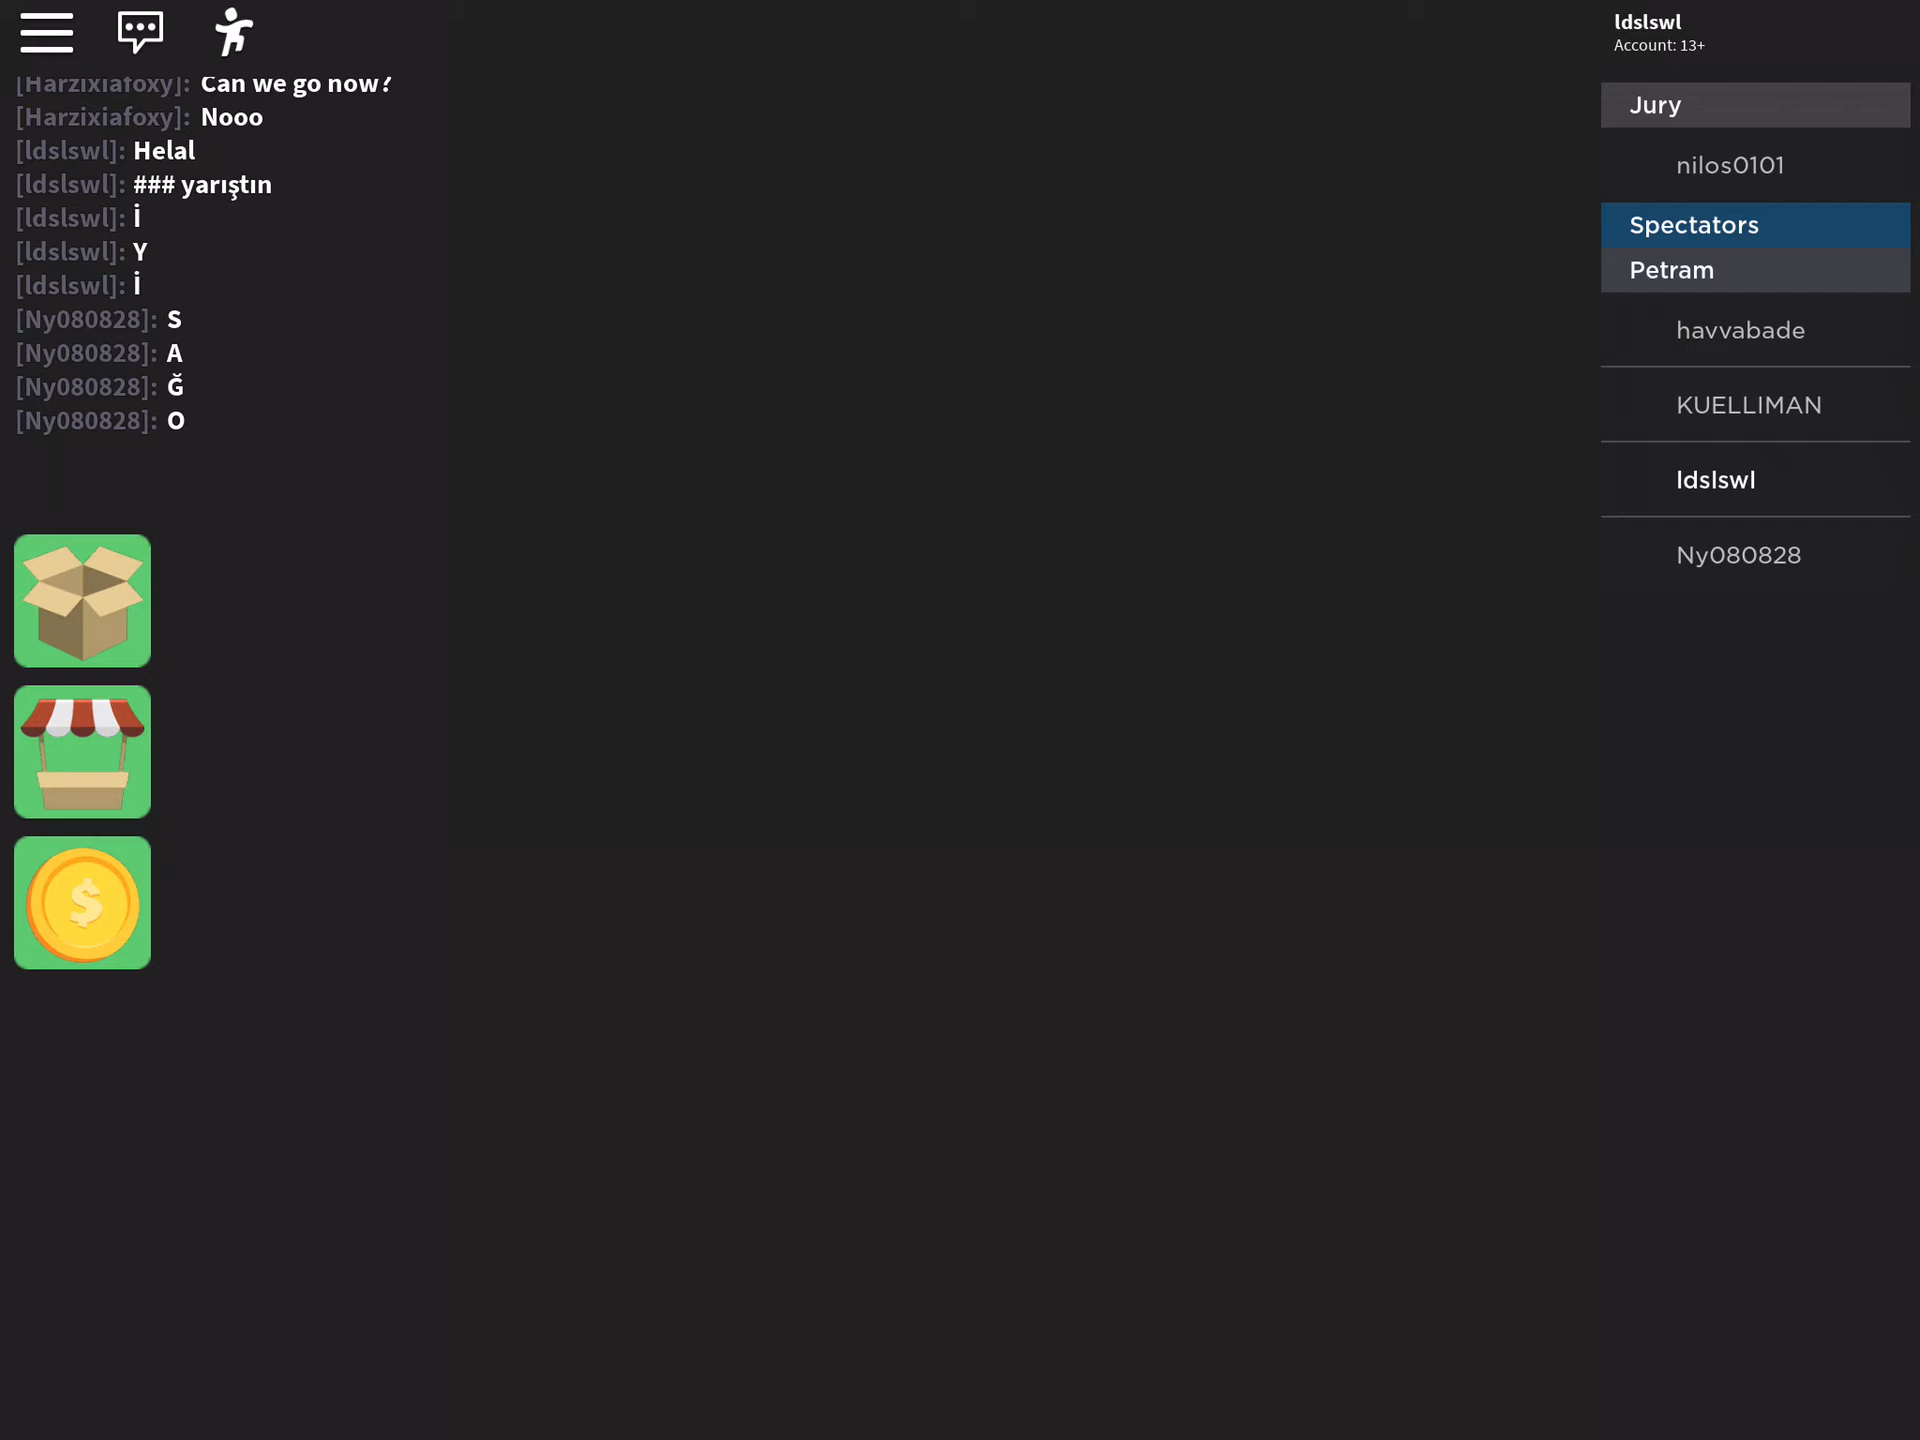 ldslswl
Account: 13+
[Harzixiafoxy]: Can we go now?
[Harzixiafoxy]: Nooo
[ldslswl]: Helal
[ldslswl]: ### yarıştın
[ldslswl]: İ
[ldslswl]: Y
[ldslswl]: İ
[Ny080828]: S
[Ny080828]: A
[Ny080828]: Ğ
[Ny080828]: O
Jury
nilos0101
Spectators
Petram
havvabade
KUELLIMAN
ldslswl
Ny080828
$